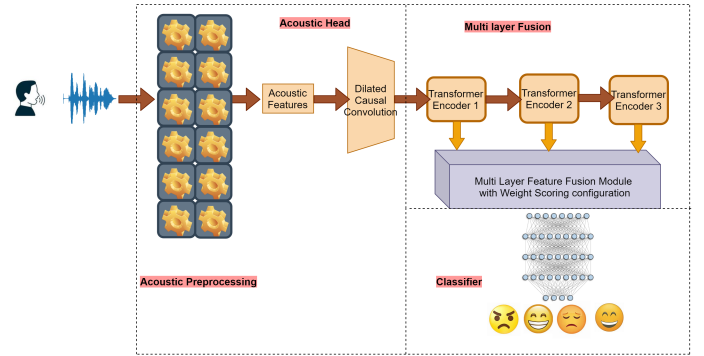 Acoustic Head
Multi layer Fusion
Acoustic
Features
Dilated
Causal
Convolution
Transformer
Encoder 1
Transformer
Encoder 2
Transformer
Encoder 3
Multi Layer Feature Fusion Module
with Weight Scoring configuration
Acoustic Preprocessing
Classifier